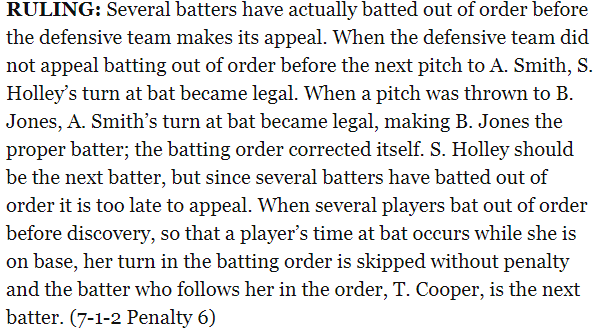 RULING: Several batters have actually batted out of order before
the defensive team makes its appeal. When the defensive team did
not appeal batting out of order before the next pitch to A. Smith, S.
Holley’s turn at bat became legal. When a pitch was thrown to B.
Jones, A. Smith’s turn at bat became legal, making B. Jones the
proper batter; the batting order corrected itself. S. Holley should
be the next batter, but since several batters have batted out of
order it is too late to appeal. When several players bat out of order
before discovery, so that a player’s time at bat occurs while she is
on base, her turn in the batting order is skipped without penalty
and the batter who follows her in the order, T. Cooper, is the next
batter. (7-1-2 Penalty 6)